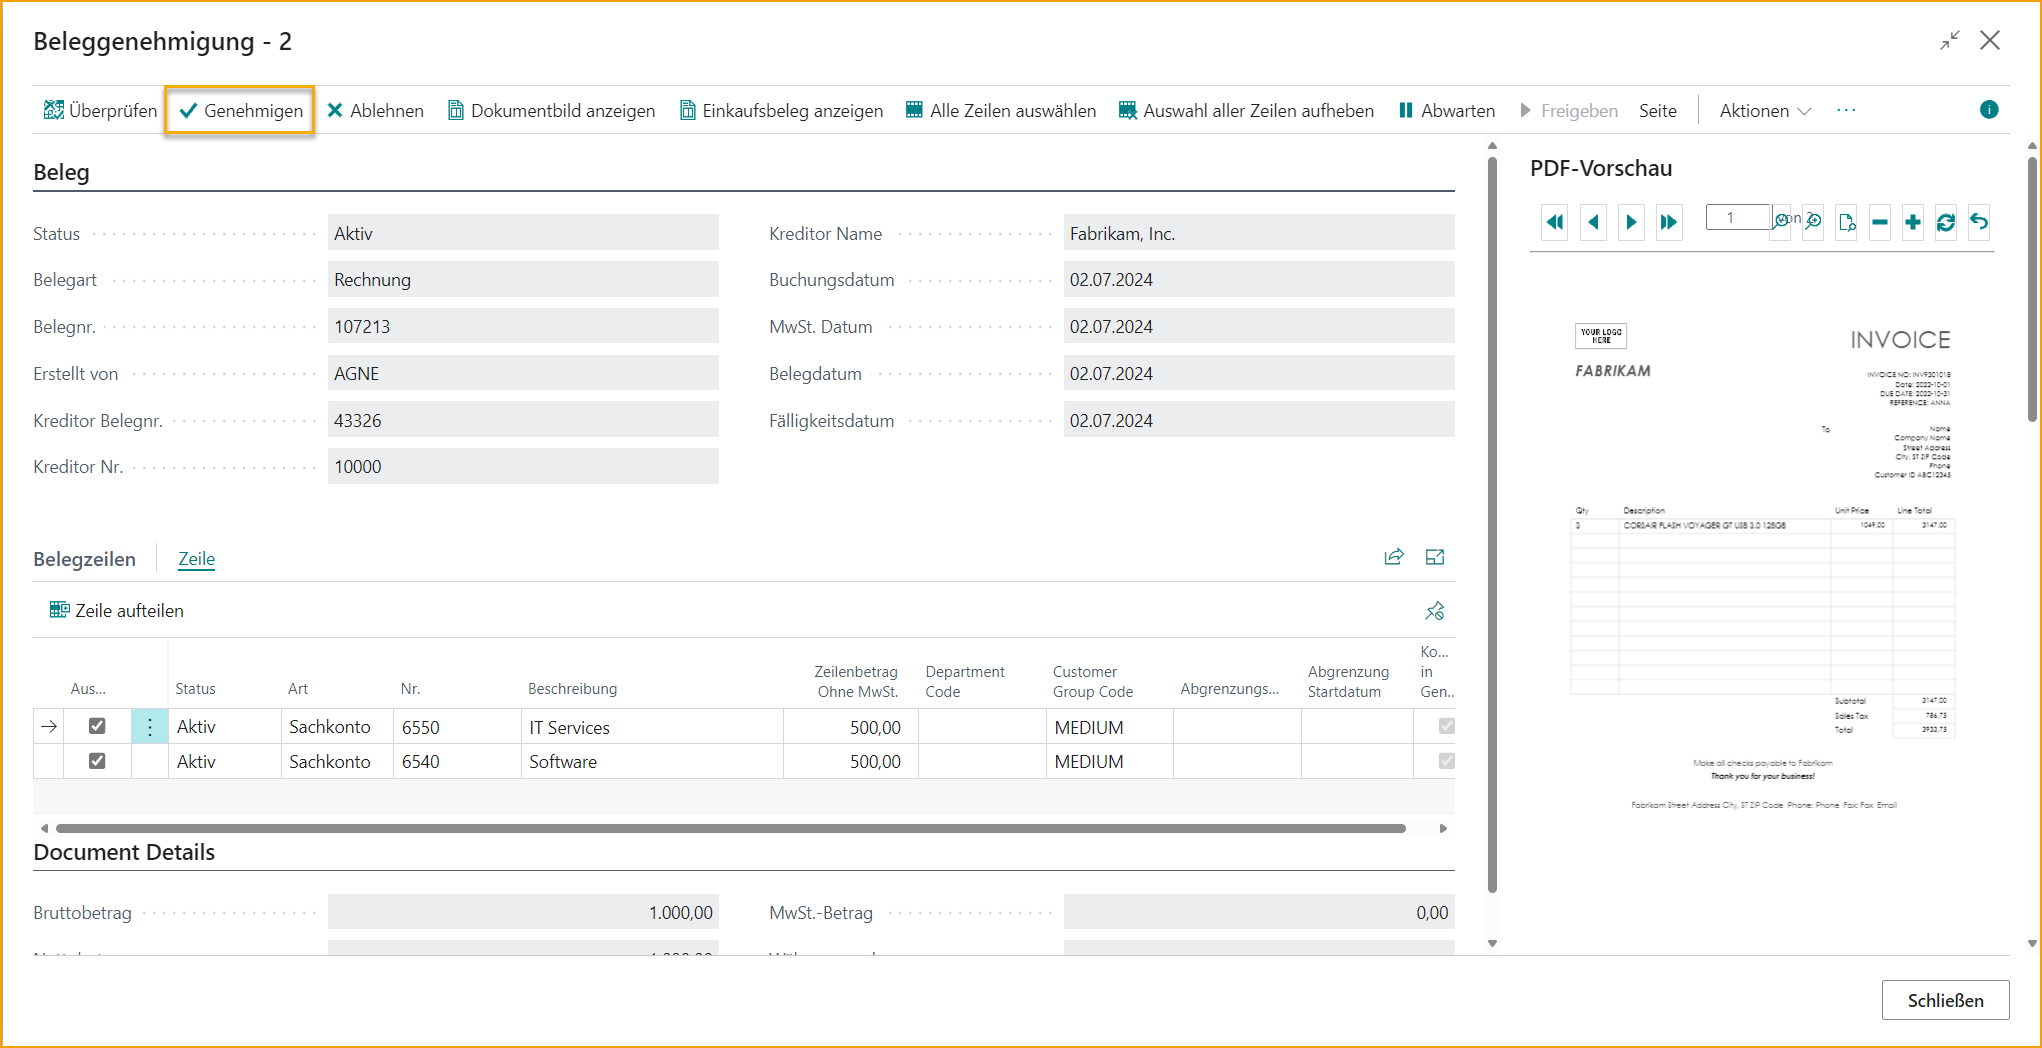 Beleggenehmigung - 2
Überprüfen Genehmigen Ablehnen Dokumentbild anzeigen Einkaufsbeleg anzeigen Alle Zeilen auswählen Auswahl aller Zeilen aufheben Abwarten Freigeben Seite Aktionen ...
Beleg
Status Aktiv
Belegart Rechnung
Belegnr. 107213
Erstellt von AGNE
Kreditor Belegnr. 43326
Kreditor Nr. 10000
Kreditor Name Fabrikam, Inc.
Buchungsdatum 02.07.2024
MwSt. Datum 02.07.2024
Belegdatum 02.07.2024
Fälligkeitsdatum 02.07.2024
Belegzeilen Zeile
Zeile aufteilen
Aus... Status Art Nr. Beschreibung Zeilenbetrag Ohne MwSt. Department Code Customer Group Code Abgrenzungs... Abgrenzung Startdatum Ko... in Gen..
Aktiv Sachkonto 6550 IT Services 500,00 MEDIUM
Aktiv Sachkonto 6540 Software 500,00 MEDIUM
Document Details
Bruttobetrag 1.000,00
MwSt.-Betrag 0,00
PDF-Vorschau
1 von 2
YOUR LOGO
HERE
INVOICE
FABRIKAM
INVOICE NO: INV9301018
Date: 2022-10-01
DUE DATE: 2022-10-31
REFERENCE: ANNA
To Name
Company Name
Street Address
City, ST ZIP Code
Phone
Customer ID ABC12345
Qty Description Unit Price Line Total
3 CORSAIR FLASH VOYAGER GT USB 3.0 128GB 1049,00 3147,00
Subtotal 3147,00
Sales Tax 786,75
Total 3933,75
Make all checks payable to Fabrikam
Thank you for your business!
Fabrikam Street Address City, ST ZIP Code Phone: Phone Fax: Fax Email
Schließen